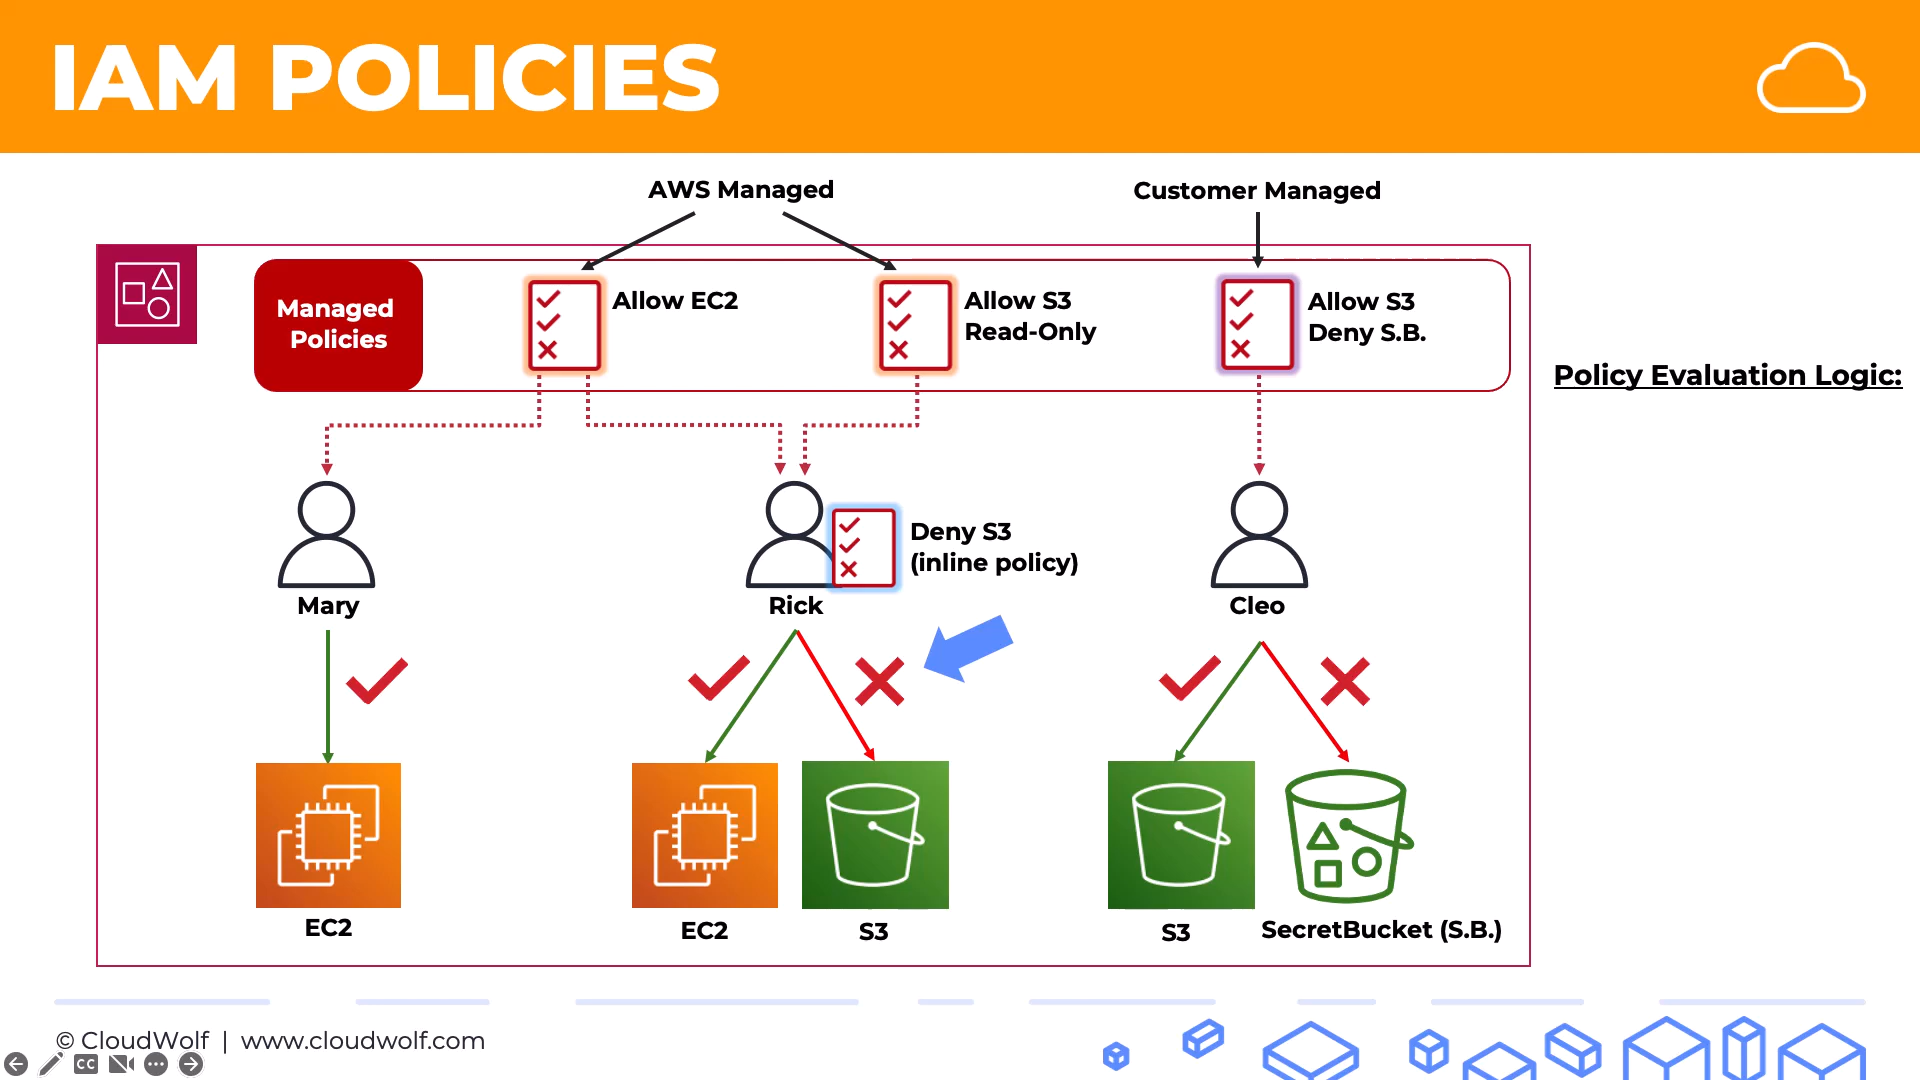 IAM POLICIES
AWS Managed
Customer Managed
Managed
Policies
Allow EC2
Allow S3
Read-Only
Allow S3
Deny S.B.
Policy Evaluation Logic:
Deny S3
(inline policy)
Mary
Rick
Cleo
EC2
EC2
S3
S3
SecretBucket (S.B.)
© CloudWolf | www.cloudwolf.com
CC